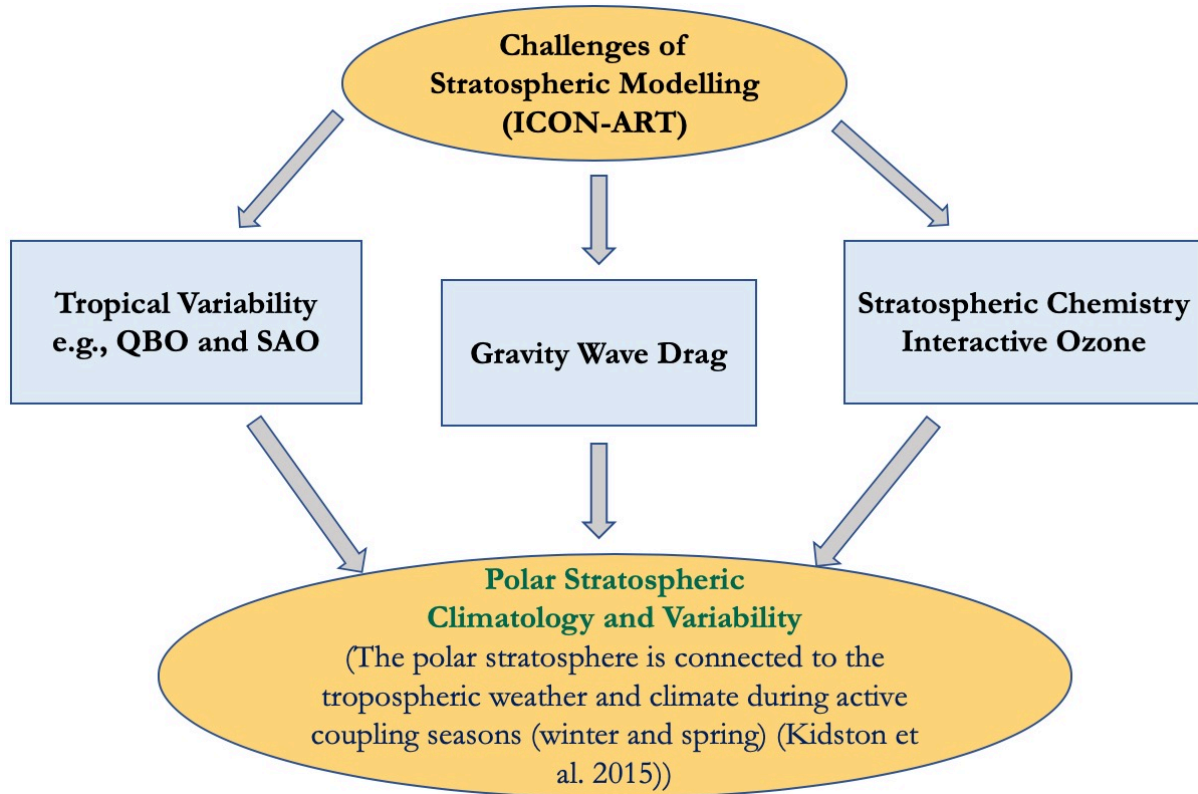 Challenges of
Stratospheric Modelling
(ICON-ART)
Tropical Variability
e.g., QBO and SAO
Gravity Wave Drag
Stratospheric Chemistry
Interactive Ozone
Polar Stratospheric
Climatology and Variability
(The polar stratosphere is connected to the
tropospheric weather and climate during active
coupling seasons (winter and spring) (Kidston et
al. 2015))